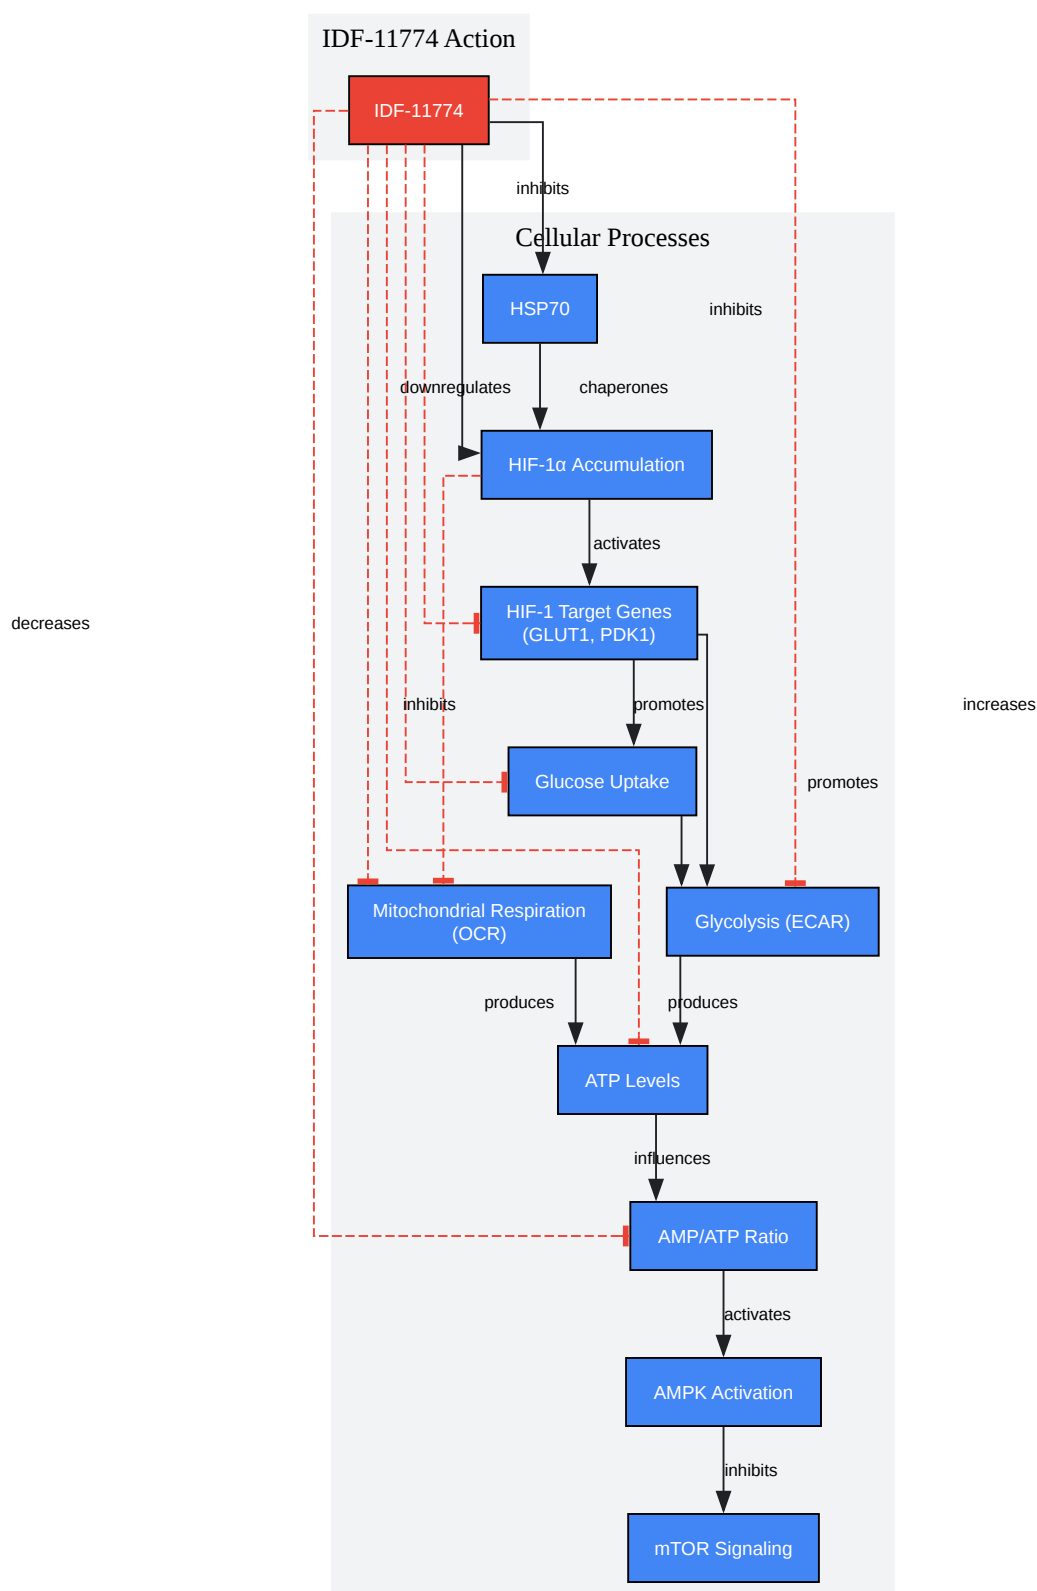 IDF-11774 Action
IDF-11774
inhibits
Cellular Processes
HSP70
inhibits
downregulates
chaperones
HIF-1α Accumulation
activates
HIF-1 Target Genes
(GLUT1, PDK1)
decreases
inhibits
promotes
increases
Glucose Uptake
promotes
Mitochondrial Respiration
(OCR)
Glycolysis (ECAR)
produces
produces
ATP Levels
influences
AMP/ATP Ratio
activates
AMPK Activation
inhibits
mTOR Signaling